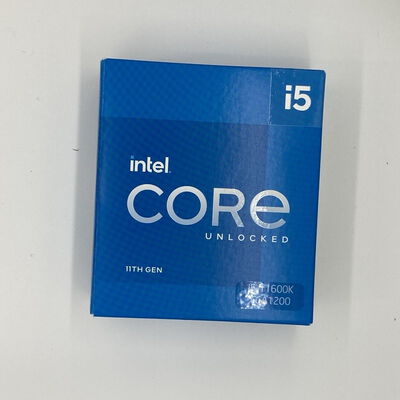 i5
intel
CORE
UNLOCKED
11TH GEN
1600K
1200